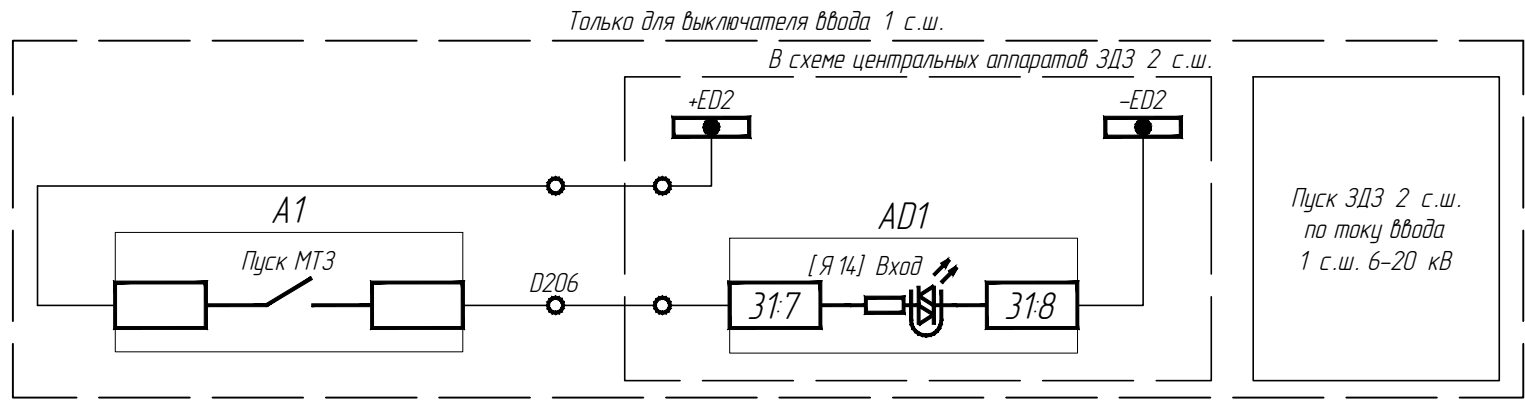 Только для выключателя ввода 1 с.ш.
В схеме центральных аппаратов ЗДЗ 2 с.ш.
+ED2
-ED2
A1
Пуск МТЗ
D206
AD1
[Я14] Вход
31:7
31:8
Пуск ЗДЗ 2 с.ш.
по току ввода
1 с.ш. 6-20 кВ